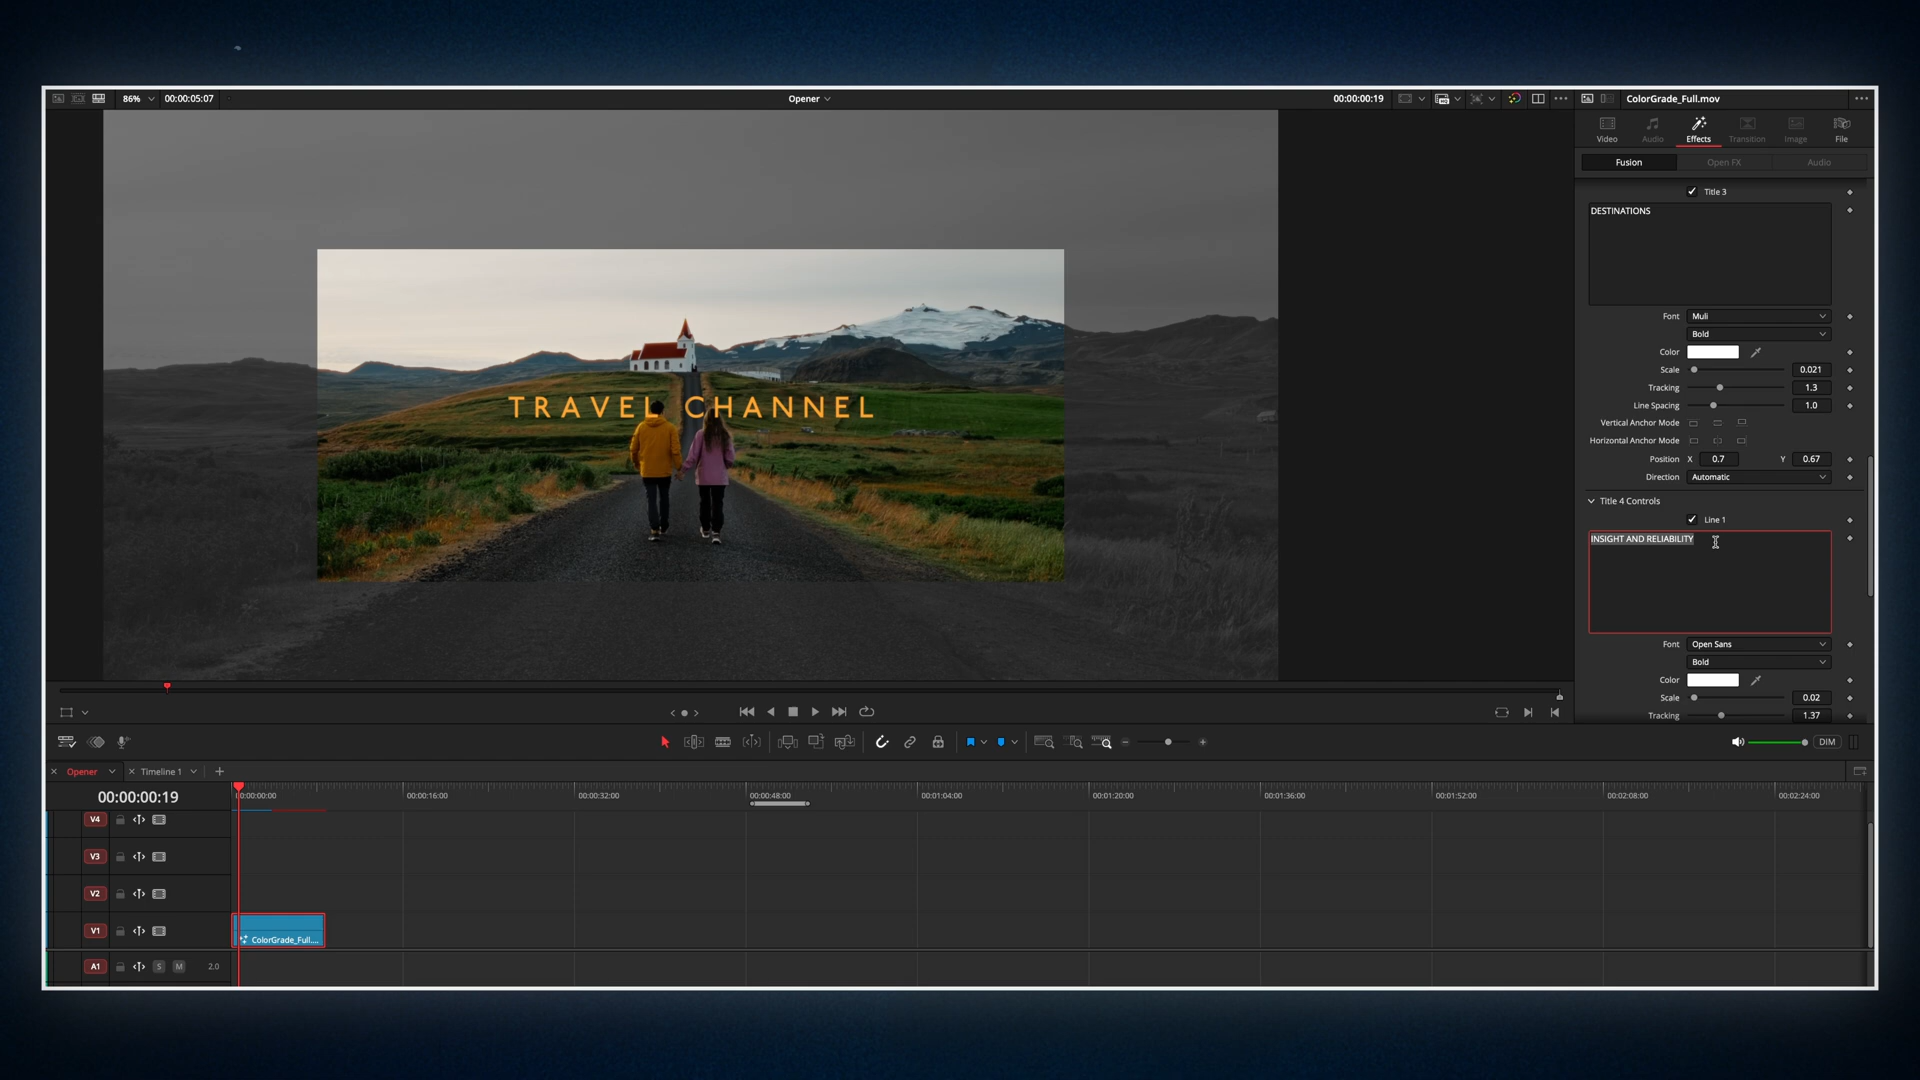 86%
00:00:05:07
Opener
00:00:00:19
ColorGrade_Full.mov
Video
Audio
Effects
Transition
Image
File
Fusion
Open FX
Audio
Title 3
DESTINATIONS
Font
Muli
Bold
Color
Scale
0.021
Tracking
1.3
Line Spacing
1.0
Vertical Anchor Mode
Horizontal Anchor Mode
Position X 0.7 Y 0.67
Direction
Automatic
Title 4 Controls
Line 1
INSIGHT AND RELIABILITY
Font
Open Sans
Bold
Color
Scale
0.02
Tracking
1.37
TRAVEL CHANNEL
DIM
Opener
Timeline 1
00:00:00:19
00:00:00
00:00:16:00
00:00:32:00
00:00:48:00
00:01:04:00
00:01:20:00
00:01:36:00
00:01:52:00
00:02:08:00
00:02:24:00
V4
V3
V2
V1
ColorGrade_Full....
A1
S
M
2.0